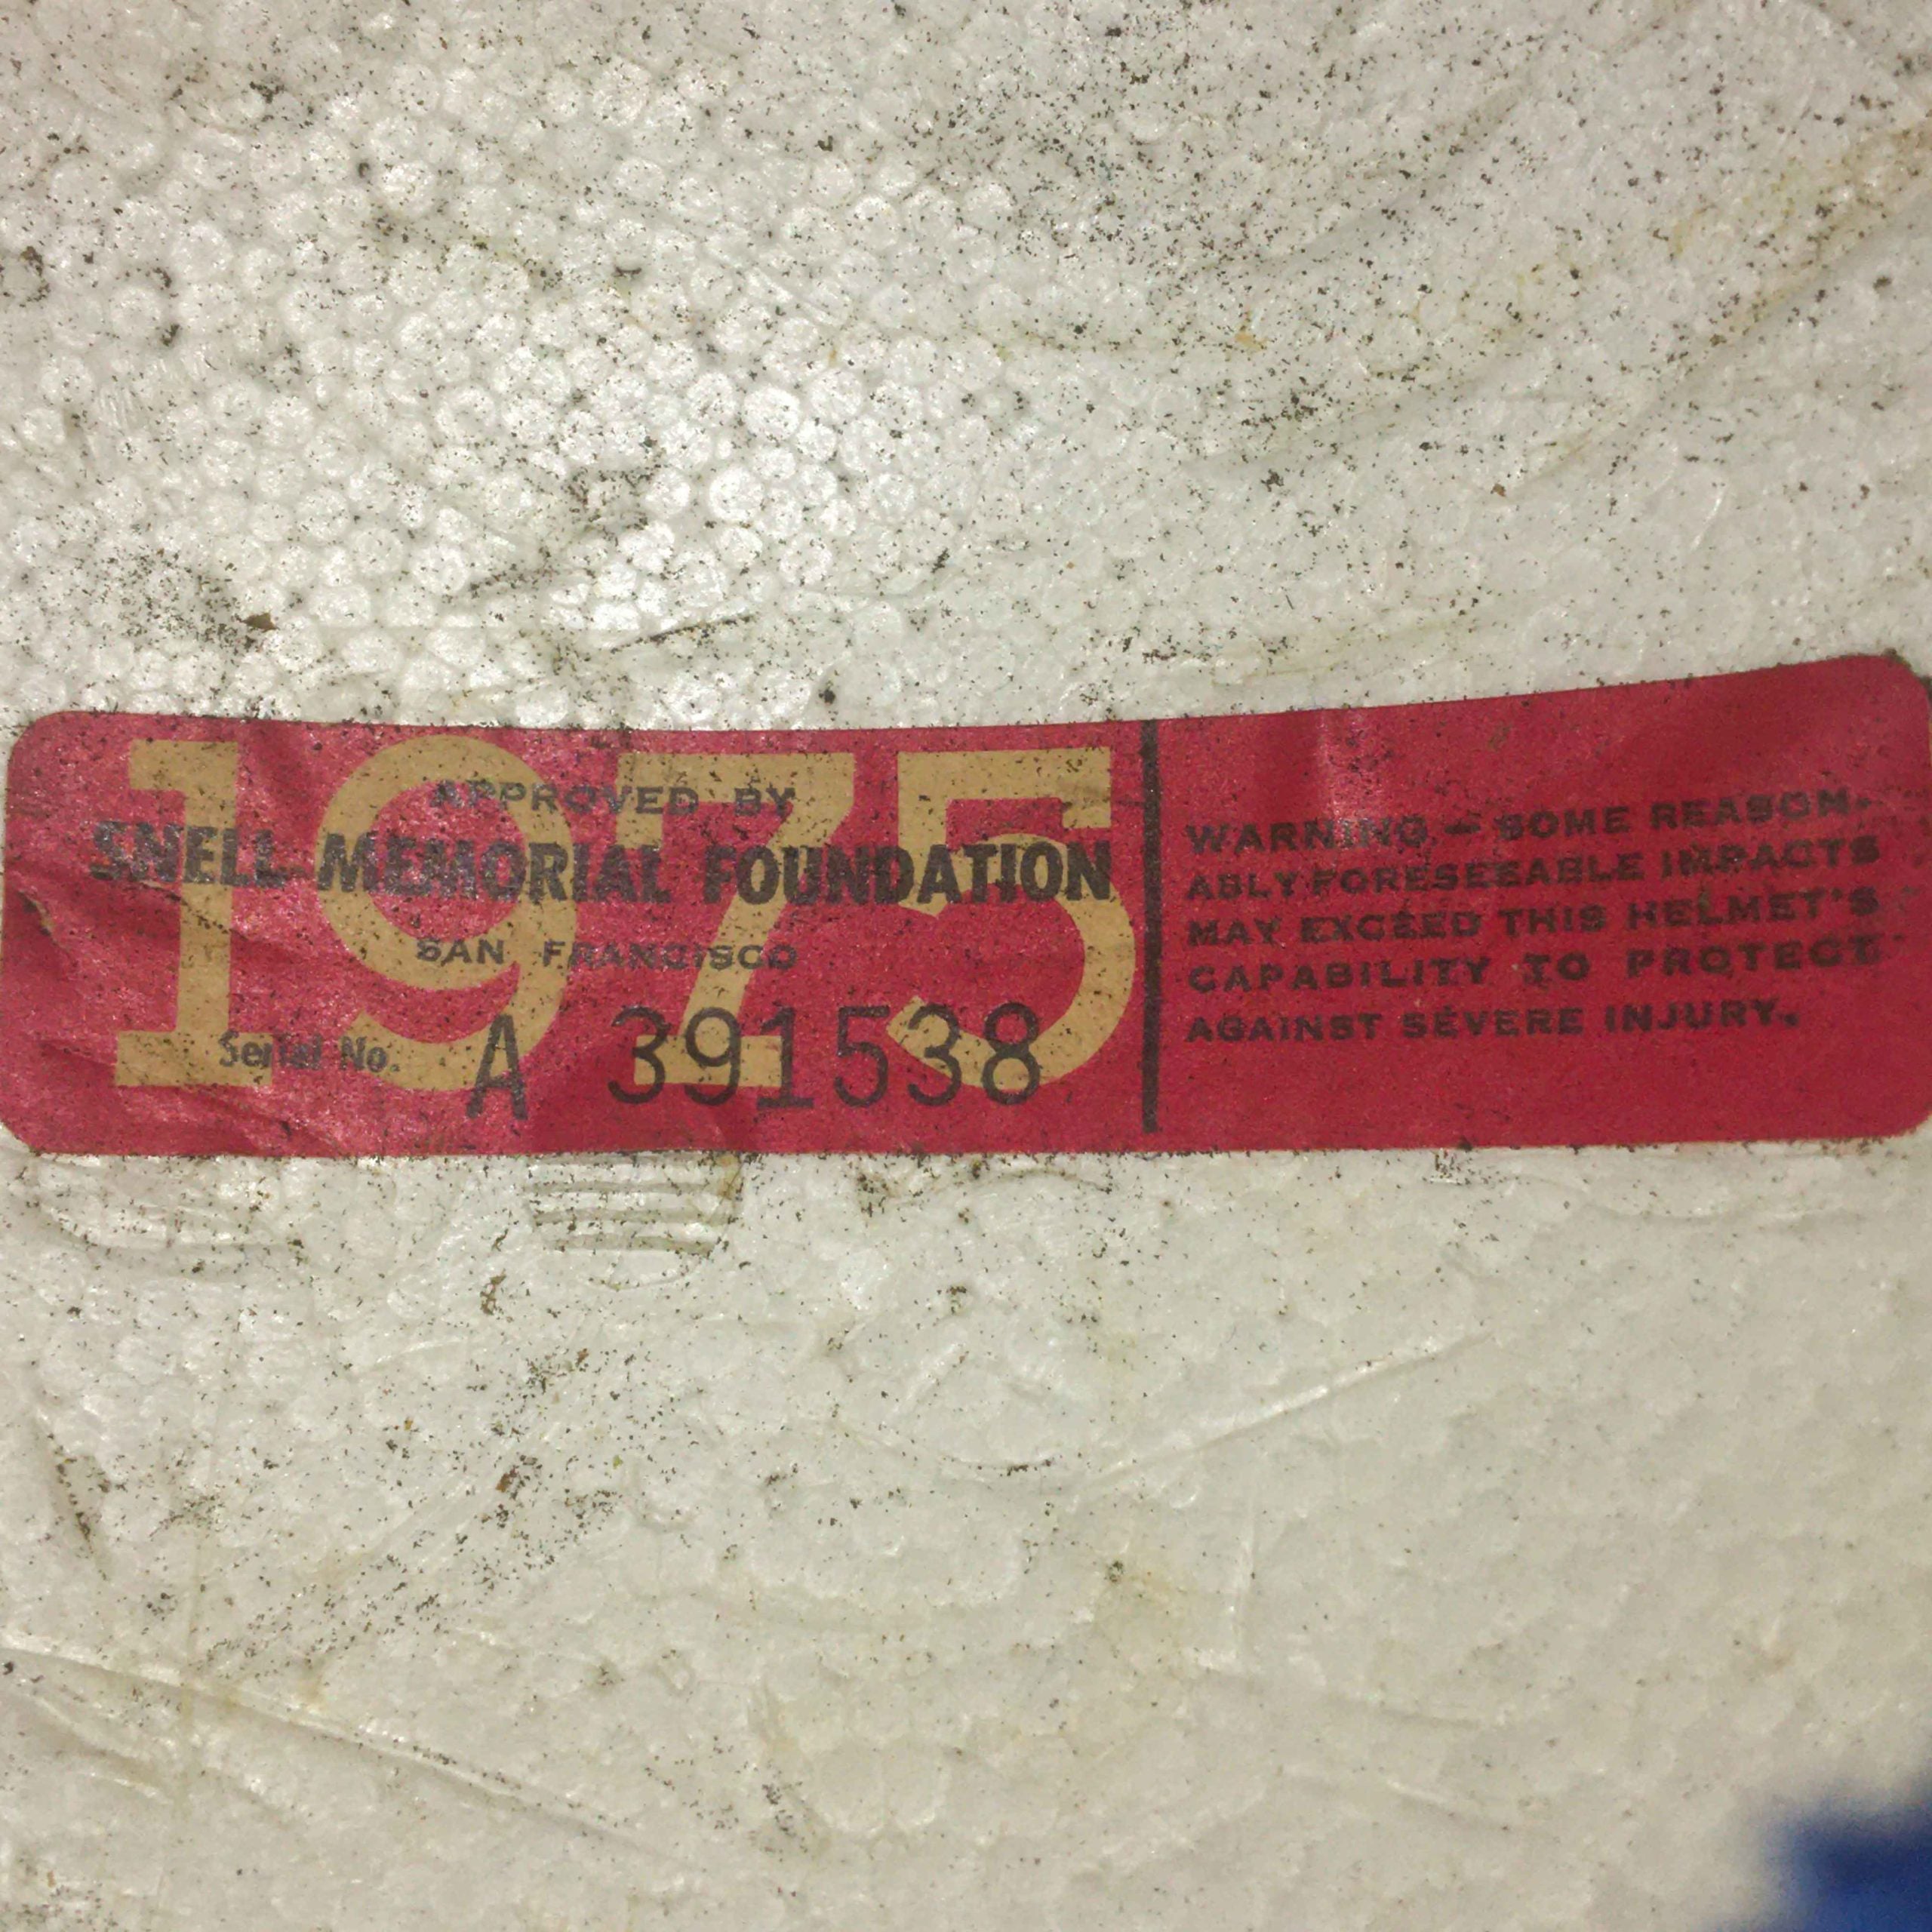 1975
APPROVED BY
SNELL MEMORIAL FOUNDATION
SAN FRANCISCO
Serial No. A 391538
WARNING – SOME REASON-
ABLY FORESEEABLE IMPACTS
MAY EXCEED THIS HELMET'S
CAPABILITY TO PROTECT
AGAINST SEVERE INJURY.